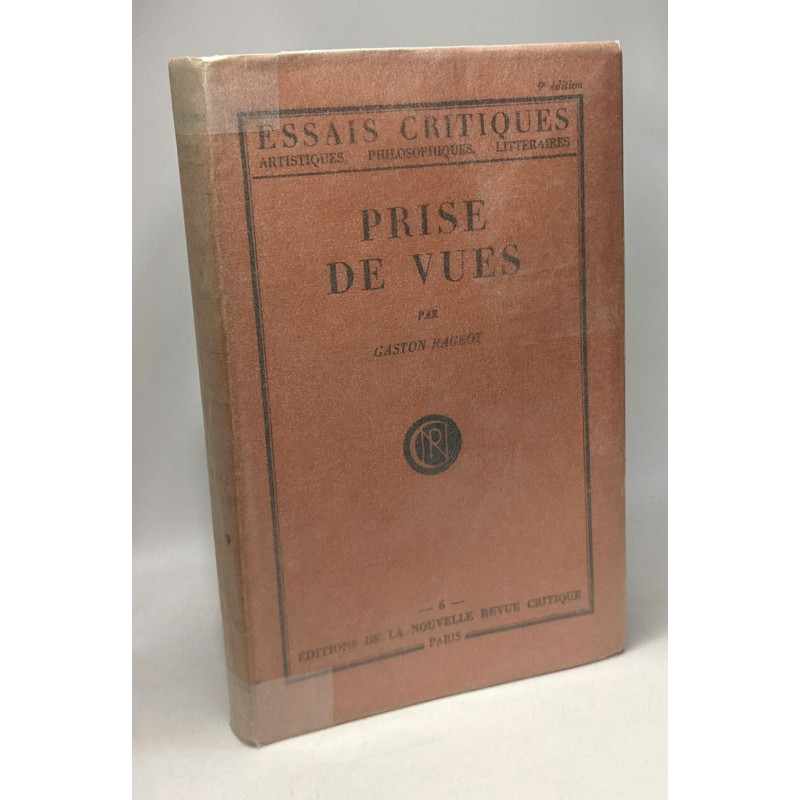 9e édition
ESSAIS CRITIQUES
ARTISTIQUES, PHILOSOPHIQUES, LITTÉRAIRES
PRISE
DE VUES
PAR
GASTON RAGEOT
NRC
— 6 —
ÉDITIONS DE LA NOUVELLE REVUE CRITIQUE
PARIS